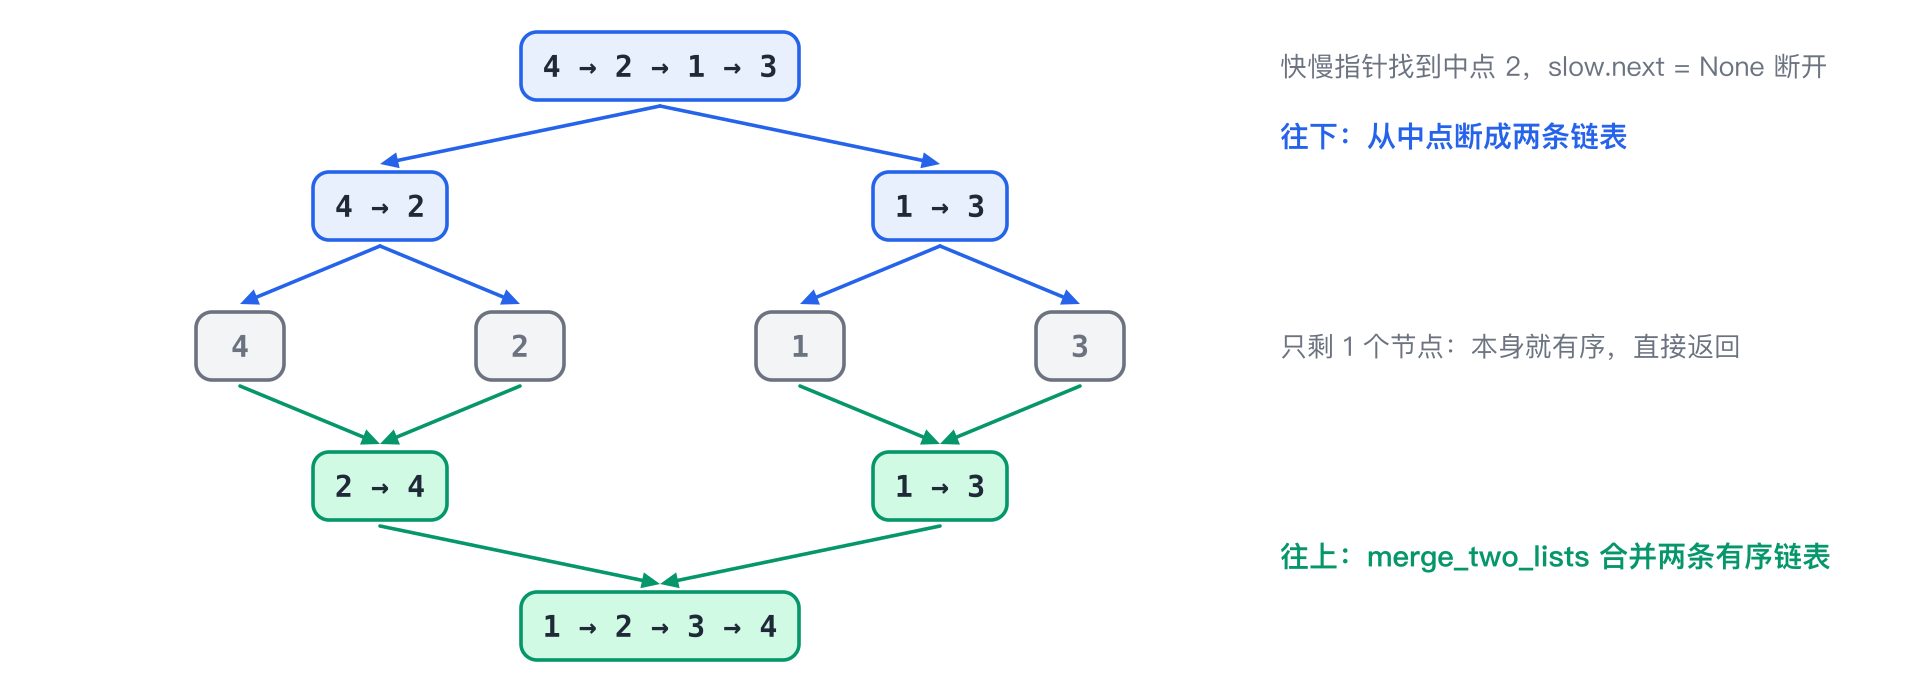 4 → 2 → 1 → 3
快慢指针找到中点 2，slow.next = None 断开
往下：从中点断成两条链表
4 → 2
1 → 3
4
2
1
3
只剩 1 个节点：本身就有序，直接返回
2 → 4
1 → 3
往上：merge_two_lists 合并两条有序链表
1 → 2 → 3 → 4